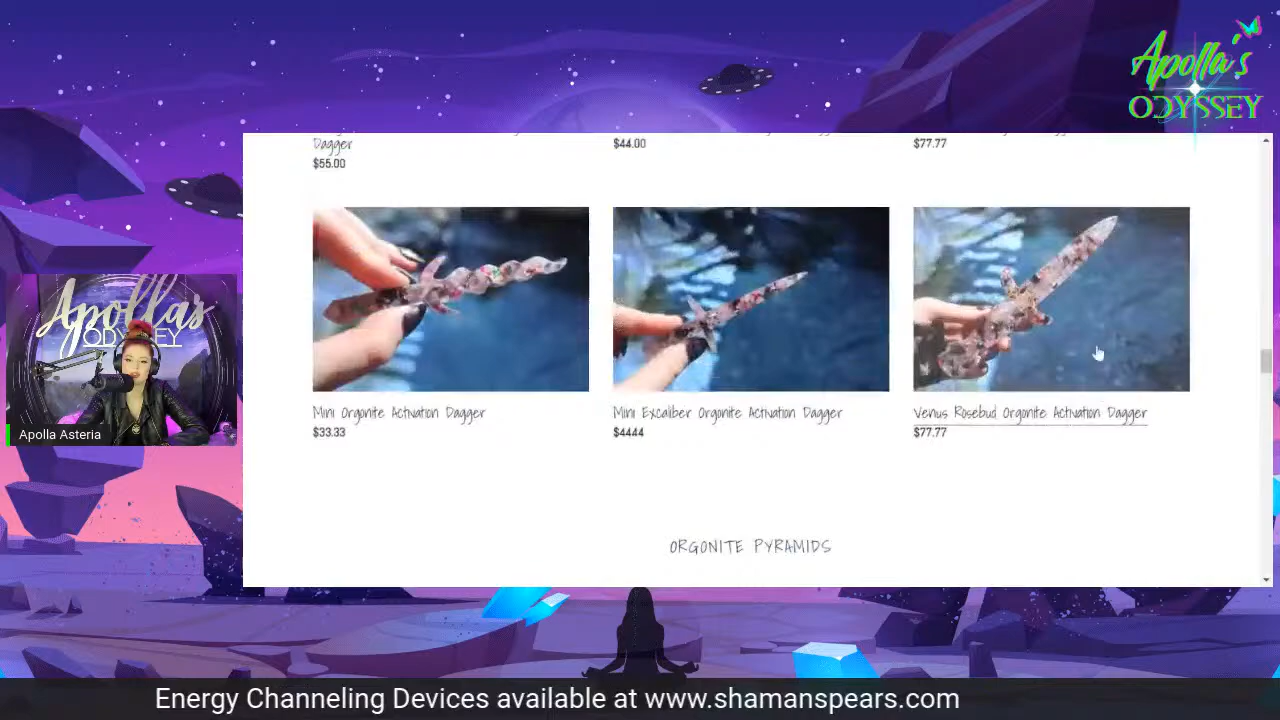 Apolla's
ODYSSEY
Dagger
$55.00
$44.00
$77.77
Mini Orgonite Activation Dagger
$33.33
Mini Excaliber Orgonite Activation Dagger
$4444
Venus Rosebud Orgonite Activation Dagger
$77.77
ORGONITE PYRAMIDS
Apollas
ODYSSEY
Apolla Asteria
Energy Channeling Devices available at www.shamanspears.com